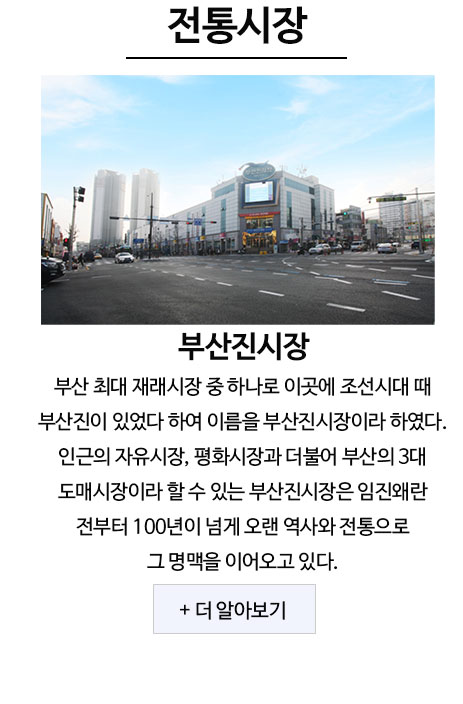 전통시장
부산진시장
부산 최대 재래시장 중 하나로 이곳에 조선시대 때
부산진이 있었다 하여 이름을 부산진시장이라 하였다.
인근의 자유시장, 평화시장과 더불어 부산의 3대
도매시장이라 할 수 있는 부산진시장은 임진왜란
전부터 100년이 넘게 오랜 역사와 전통으로
그 명맥을 이어오고 있다.
+ 더 알아보기